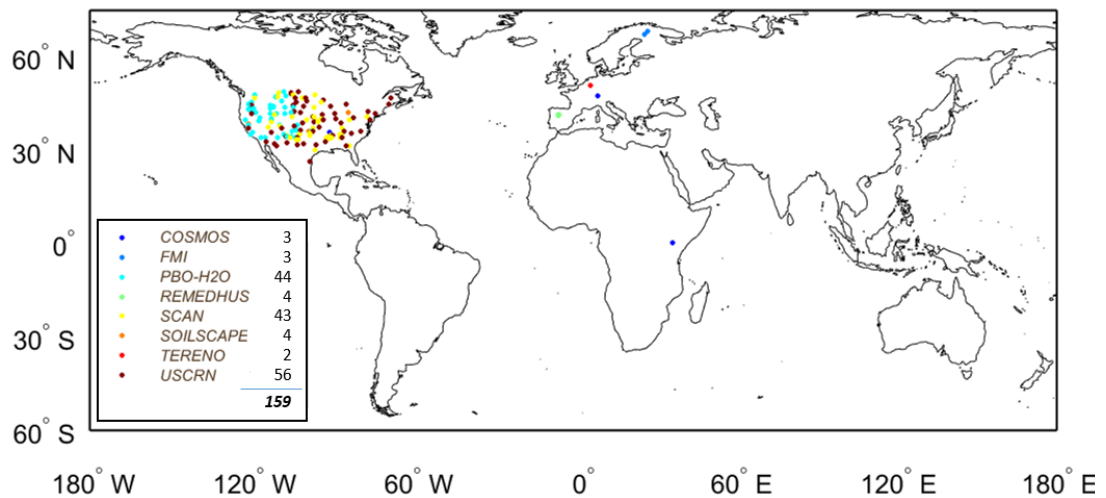 60° N
30° N
0°
30° S
60° S
COSMOS 3
FMI 3
PBO-H2O 44
REMEDHUS 4
SCAN 43
SOILSCAPE 4
TERENO 2
USCRN 56
159
180° W 120° W 60° W 0° 60° E 120° E 180° E